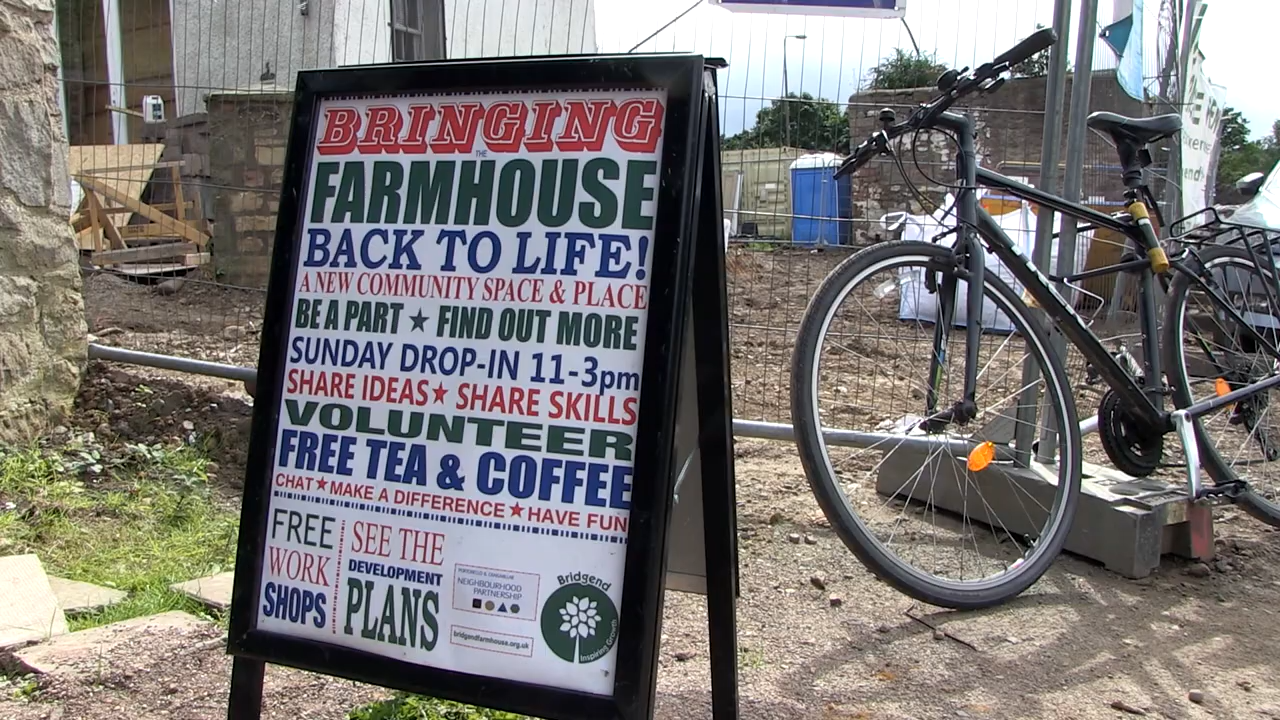 BRINGING
THE
FARMHOUSE
BACK TO LIFE!
A NEW COMMUNITY SPACE & PLACE
BE A PART ★ FIND OUT MORE
SUNDAY DROP-IN 11-3pm
SHARE IDEAS ★ SHARE SKILLS
VOLUNTEER
FREE TEA & COFFEE
CHAT ★ MAKE A DIFFERENCE ★ HAVE FUN
FREE
WORK
SHOPS
SEE THE
DEVELOPMENT
PLANS
PORTOBELLO & CRAIGMILLAR
NEIGHBOURHOOD
PARTNERSHIP
bridgendfarmhouse.org.uk
Bridgend
Inspiring Growth